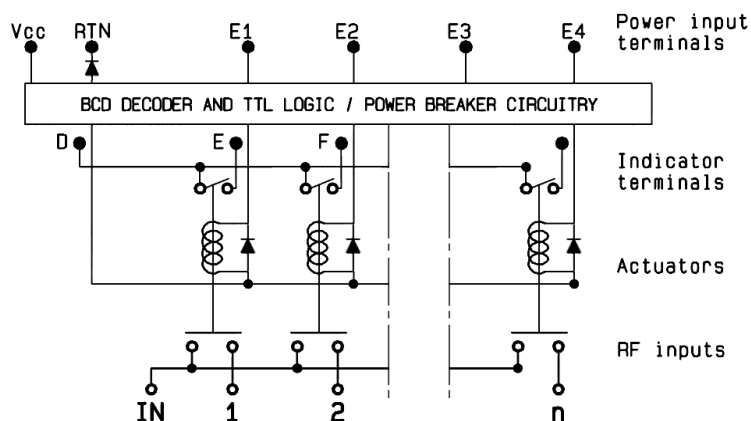 Vcc RTN E1 E2 E3 E4 Power input
terminals
BCD DECODER AND TTL LOGIC / POWER BREAKER CIRCUITRY
D E F Indicator
terminals
Actuators
RF inputs
IN 1 2 n